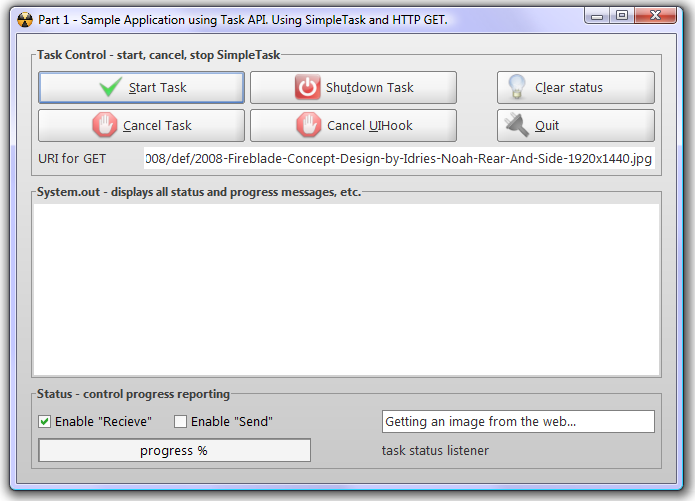 Part 1 - Sample Application using Task API. Using SimpleTask and HTTP GET.
Task Control - start, cancel, stop SimpleTask
Start Task Shutdown Task Clear status
Cancel Task Cancel UIHook Quit
URI for GET 008/def/2008-Fireblade-Concept-Design-by-Idries-Noah-Rear-And-Side-1920x1440.jpg
System.out - displays all status and progress messages, etc.
Status - control progress reporting
Enable "Recieve" Enable "Send" Getting an image from the web...
progress % task status listener